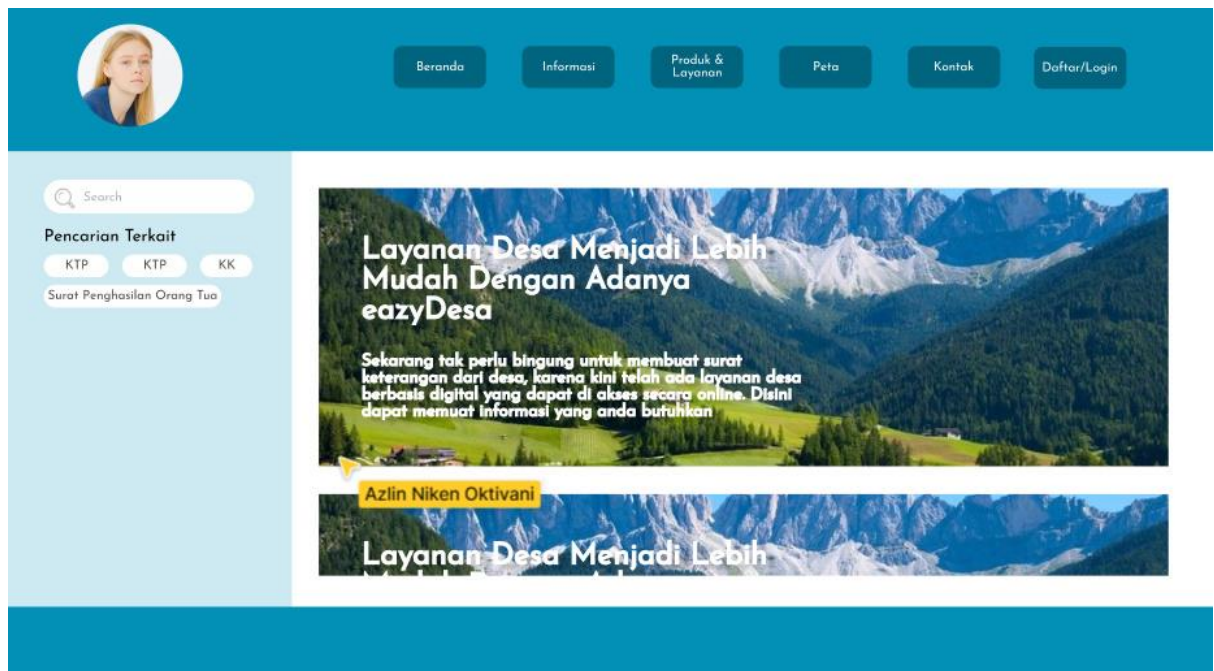 Beranda
Informasi
Produk &
Layanan
Peta
Kontak
Daftar/Login
Search
Pencarian Terkait
KTP
KTP
KK
Surat Penghasilan Orang Tua
Layanan Desa Menjadi Lebih
Mudah Dengan Adanya
eazyDesa
Sekarang tak perlu bingung untuk membuat surat
keterangan dari desa, karena kini telah ada layanan desa
berbasis digital yang dapat di akses secara online. Disini
dapat memuat informasi yang anda butuhkan
Azlin Niken Oktivani
Layanan Desa Menjadi Lebih